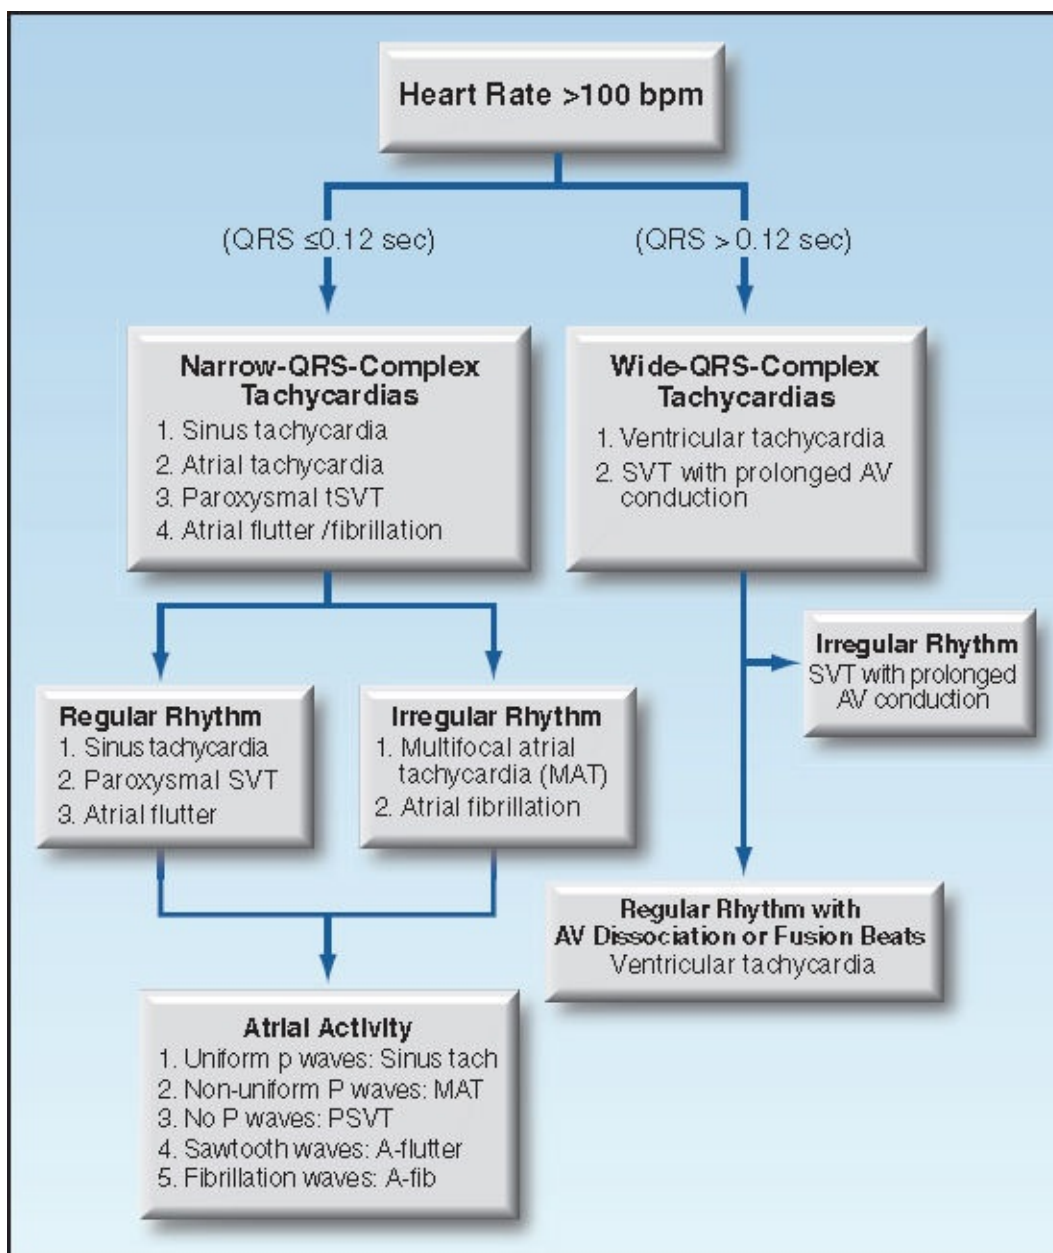 Heart Rate >100 bpm
(QRS ≤0.12 sec)
(QRS > 0.12 sec)
Narrow-QRS-Complex
Tachycardias
1. Sinus tachycardia
2. Atrial tachycardia
3. Paroxysmal tSVT
4. Atrial flutter /fibrillation
Wide-QRS-Complex
Tachycardias
1. Ventricular tachycardia
2. SVT with prolonged AV
conduction
Irregular Rhythm
SVT with prolonged
AV conduction
Regular Rhythm
1. Sinus tachycardia
2. Paroxysmal SVT
3. Atrial flutter
Irregular Rhythm
1. Multifocal atrial
tachycardia (MAT)
2. Atrial fibrillation
Regular Rhythm with
AV Dissociation or Fusion Beats
Ventricular tachycardia
Atrial Activity
1. Uniform p waves: Sinus tach
2. Non-uniform P waves: MAT
3. No P waves: PSVT
4. Sawtooth waves: A-flutter
5. Fibrillation waves: A-fib